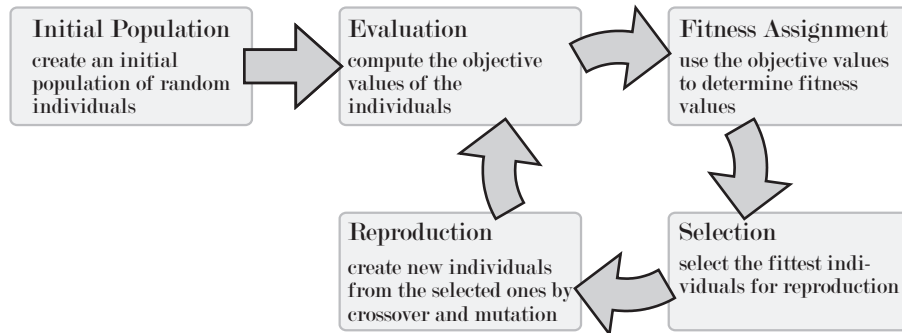 Initial Population
create an initial
population of random
individuals
Evaluation
compute the objective
values of the
individuals
Fitness Assignment
use the objective values
to determine fitness
values
Reproduction
create new individuals
from the selected ones by
crossover and mutation
Selection
select the fittest indi-
viduals for reproduction